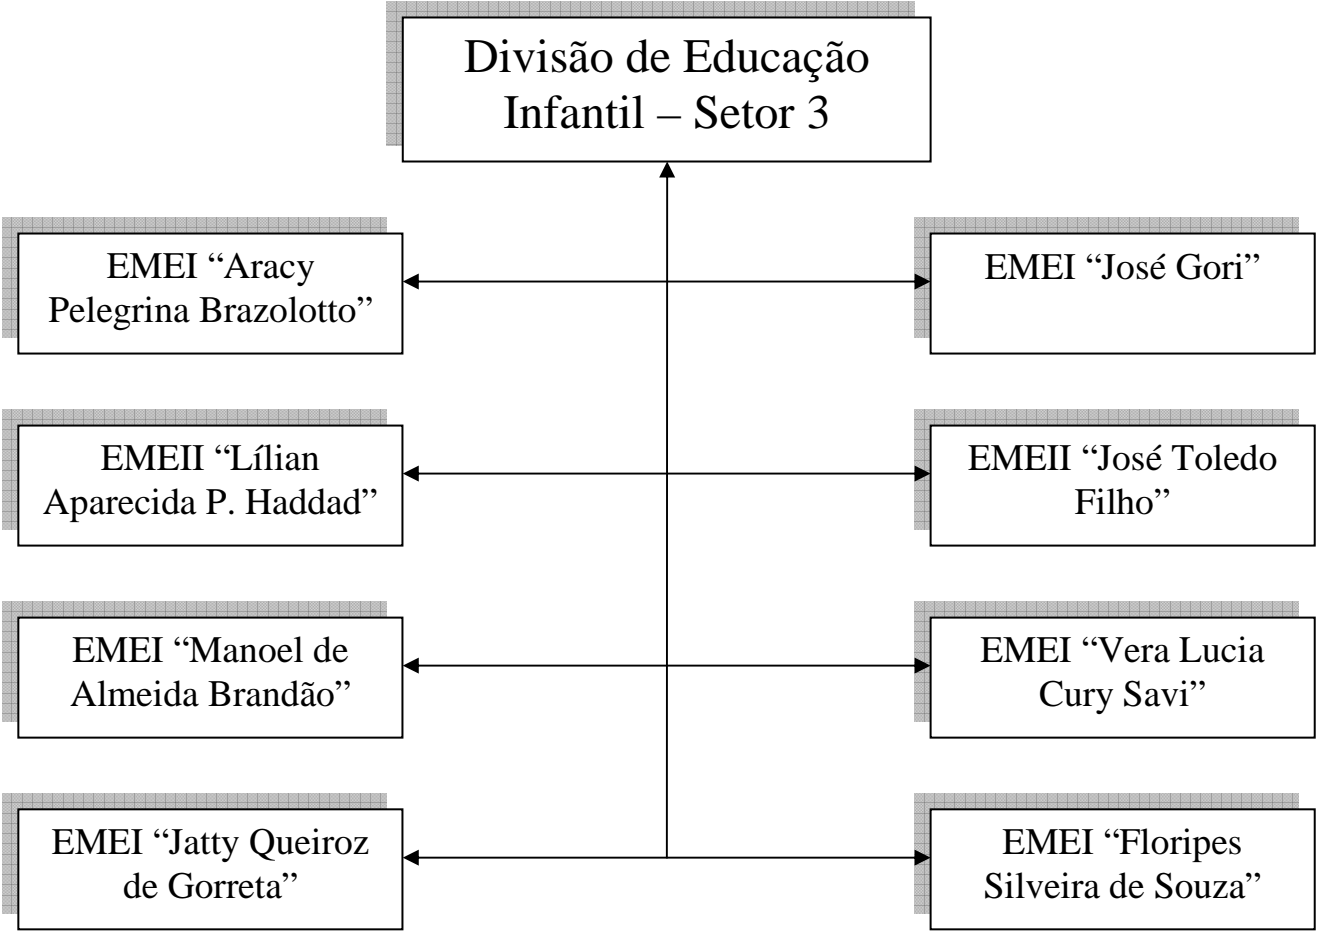 Divisão de Educação
Infantil – Setor 3
EMEI “Aracy
Pelegrina Brazolotto”
EMEI “José Gori”
EMEII “Lílian
Aparecida P. Haddad”
EMEII “José Toledo
Filho”
EMEI “Manoel de
Almeida Brandão”
EMEI “Vera Lucia
Cury Savi”
EMEI “Jatty Queiroz
de Gorreta”
EMEI “Floripes
Silveira de Souza”